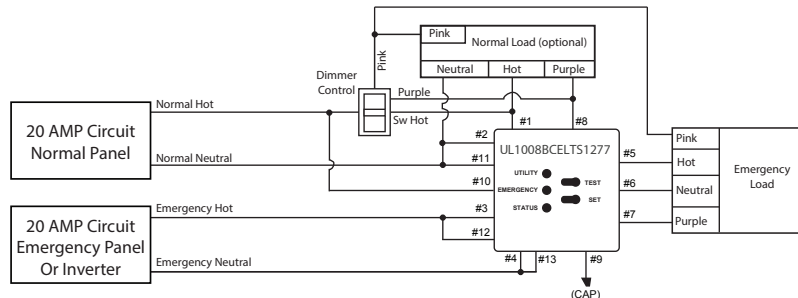 Pink
Normal Load (optional)
Pink
Neutral
Hot
Purple
Dimmer
Control
Purple
Sw Hot
#1
#8
20 AMP Circuit
Normal Panel
Normal Hot
Normal Neutral
#2
#11
#10
UL1008BCELTS1277
UTILITY
EMERGENCY
STATUS
TEST
SET
#5
#6
#7
Pink
Hot
Neutral
Purple
Emergency
Load
20 AMP Circuit
Emergency Panel
Or Inverter
Emergency Hot
Emergency Neutral
#3
#12
#4
#13
#9
(CAP)